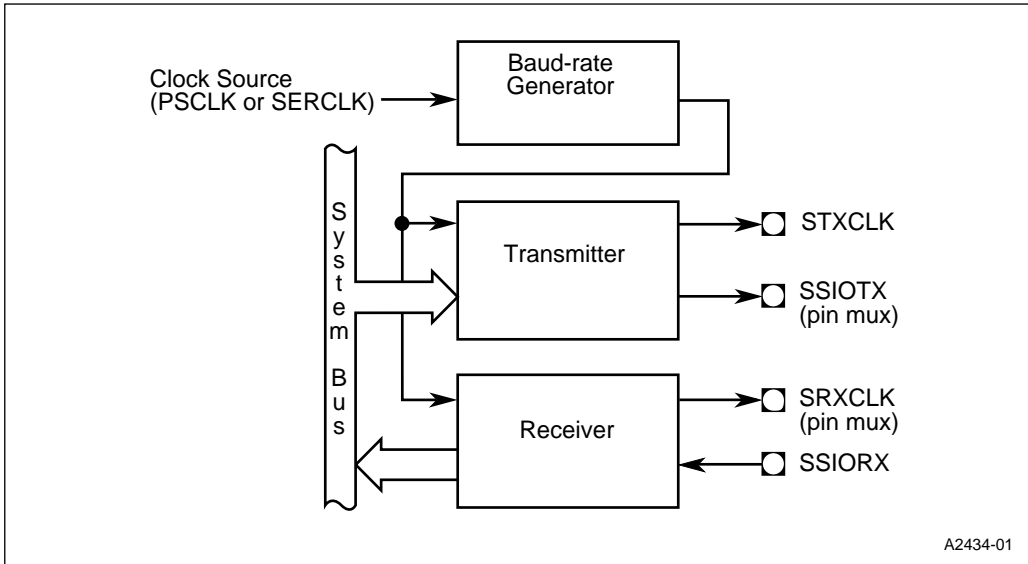 Baud-rate
Generator
Clock Source
(PSCLK or SERCLK)
System Bus
Transmitter
STXCLK
SSIOTX
(pin mux)
Receiver
SRXCLK
(pin mux)
SSIORX
A2434-01